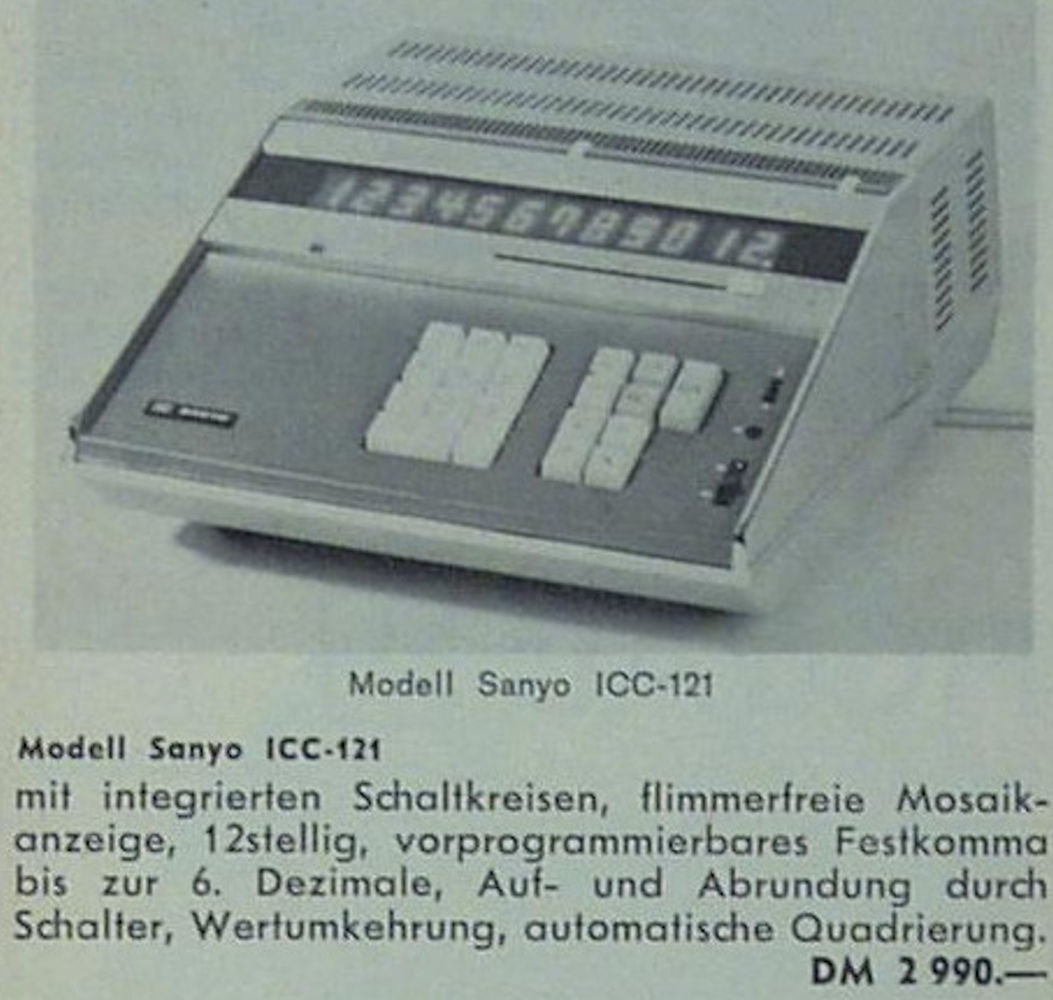 123456789012.
SANYO
Modell Sanyo ICC-121
Modell Sanyo ICC-121
mit integrierten Schaltkreisen, flimmerfreie Mosaik-
anzeige, 12stellig, vorprogrammierbares Festkomma
bis zur 6. Dezimale, Auf- und Abrundung durch
Schalter, Wertumkehrung, automatische Quadrierung.
DM 2 990.—